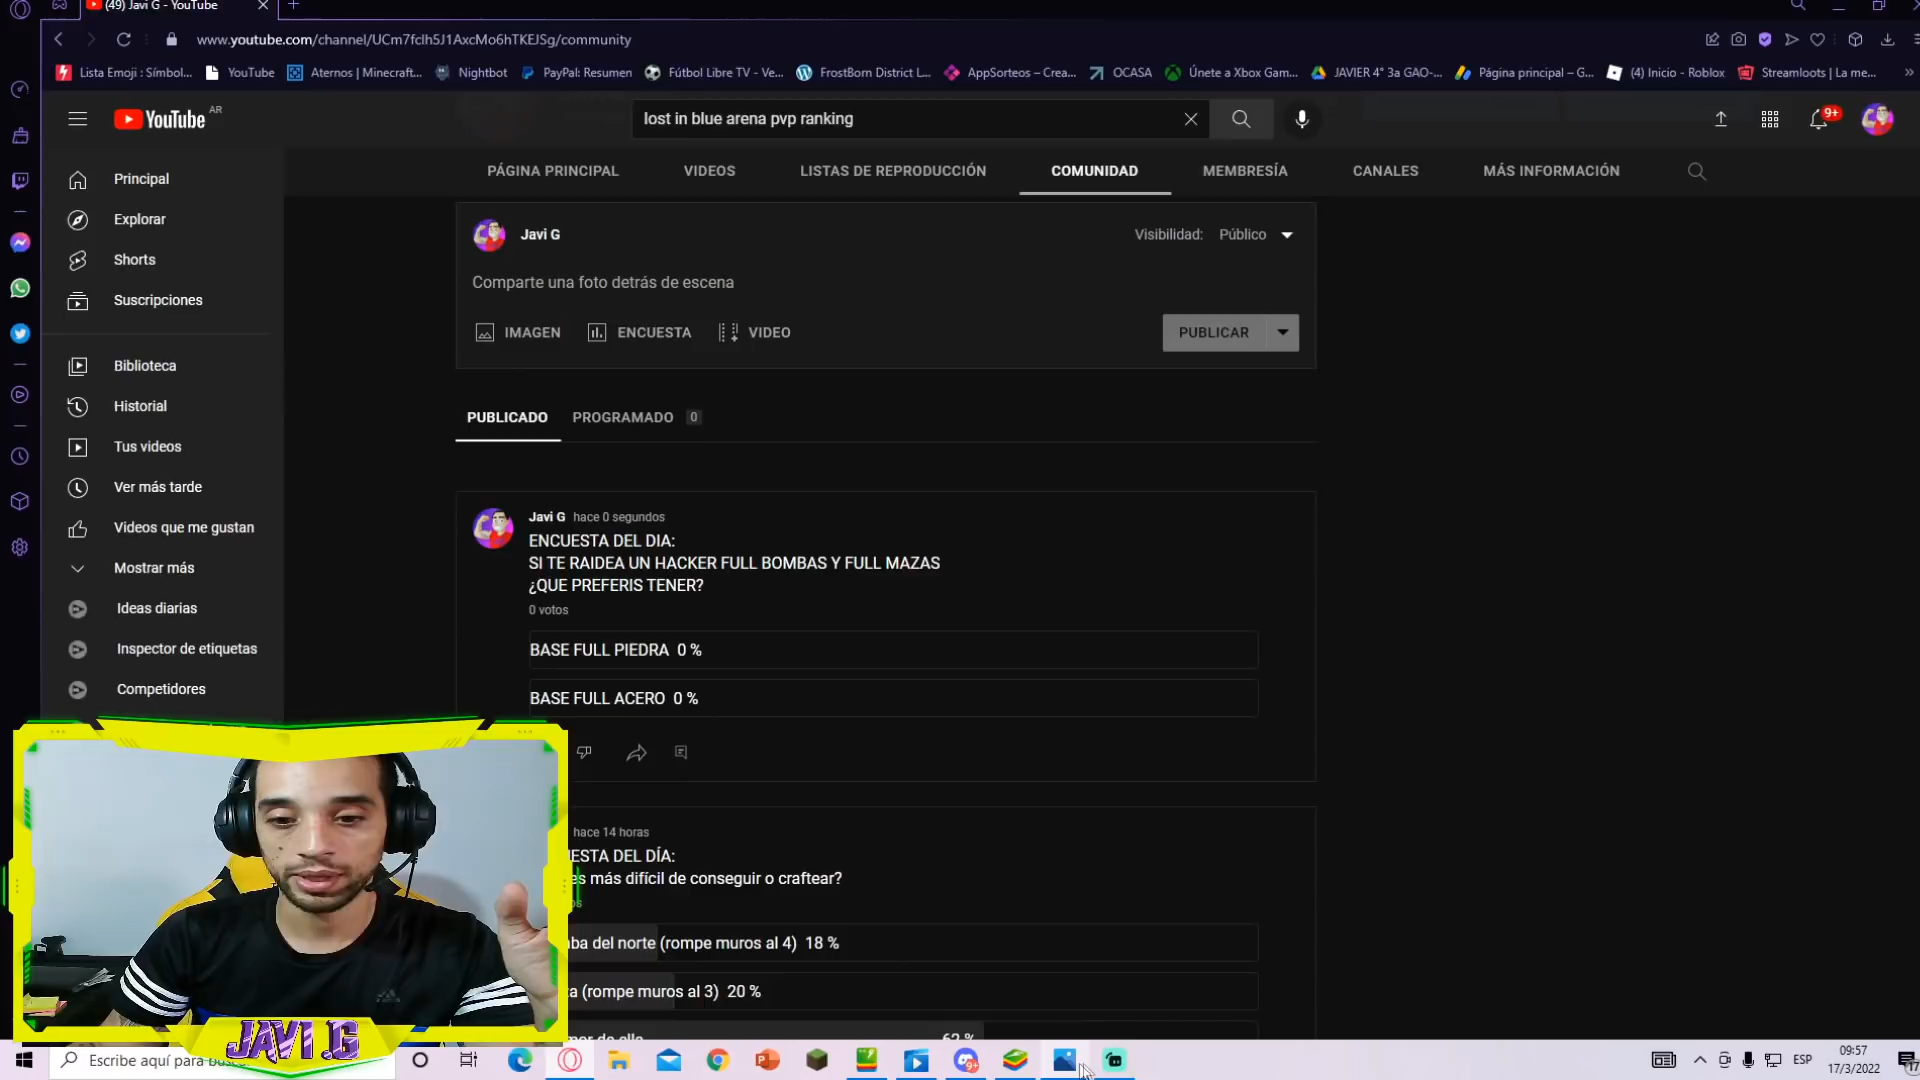 (49) Javi G - YouTube
www.youtube.com/channel/UCm7fclh5J1AxcMo6hTKEJSg/community
Lista Emoji : Símbol...
YouTube
Aternos | Minecraft...
Nightbot
PayPal: Resumen
Fútbol Libre TV - Ve...
FrostBorn District L...
AppSorteos – Crea...
OCASA
Únete a Xbox Gam...
JAVIER 4° 3a GAO-...
Página principal – G...
(4) Inicio - Roblox
Streamloots | La me...
YouTube AR
lost in blue arena pvp ranking
9+
PÁGINA PRINCIPAL
VIDEOS
LISTAS DE REPRODUCCIÓN
COMUNIDAD
MEMBRESÍA
CANALES
MÁS INFORMACIÓN
Principal
Explorar
Shorts
Suscripciones
Biblioteca
Historial
Tus videos
Ver más tarde
Videos que me gustan
Mostrar más
Ideas diarias
Inspector de etiquetas
Competidores
Javi G
Visibilidad: Público
Comparte una foto detrás de escena
IMAGEN
ENCUESTA
VIDEO
PUBLICAR
PUBLICADO
PROGRAMADO 0
Javi G hace 0 segundos
ENCUESTA DEL DIA:
SI TE RAIDEA UN HACKER FULL BOMBAS Y FULL MAZAS
¿QUE PREFERIS TENER?
0 votos
BASE FULL PIEDRA 0 %
BASE FULL ACERO 0 %
hace 14 horas
ESTA DEL DÍA:
es más difícil de conseguir o craftear?
del norte (rompe muros al 4) 18 %
(rompe muros al 3) 20 %
62 %
JAVI G
Escribe aquí para
9+
ESP
09:57
17/3/2022
17